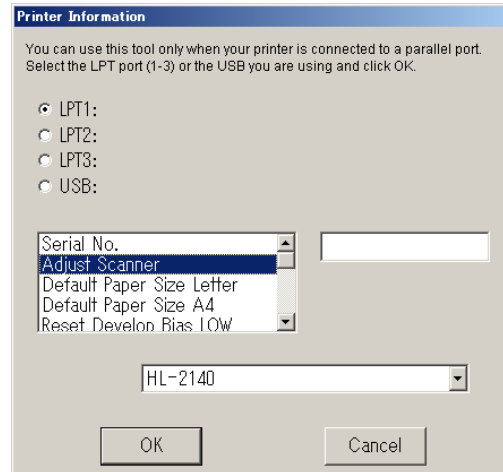 Printer Information
You can use this tool only when your printer is connected to a parallel port.
Select the LPT port (1-3) or the USB you are using and click OK.
LPT1:
LPT2:
LPT3:
USB:
Serial No.
Adjust Scanner
Default Paper Size Letter
Default Paper Size A4
Reset Develop Bias LOW
HL-2140
OK
Cancel